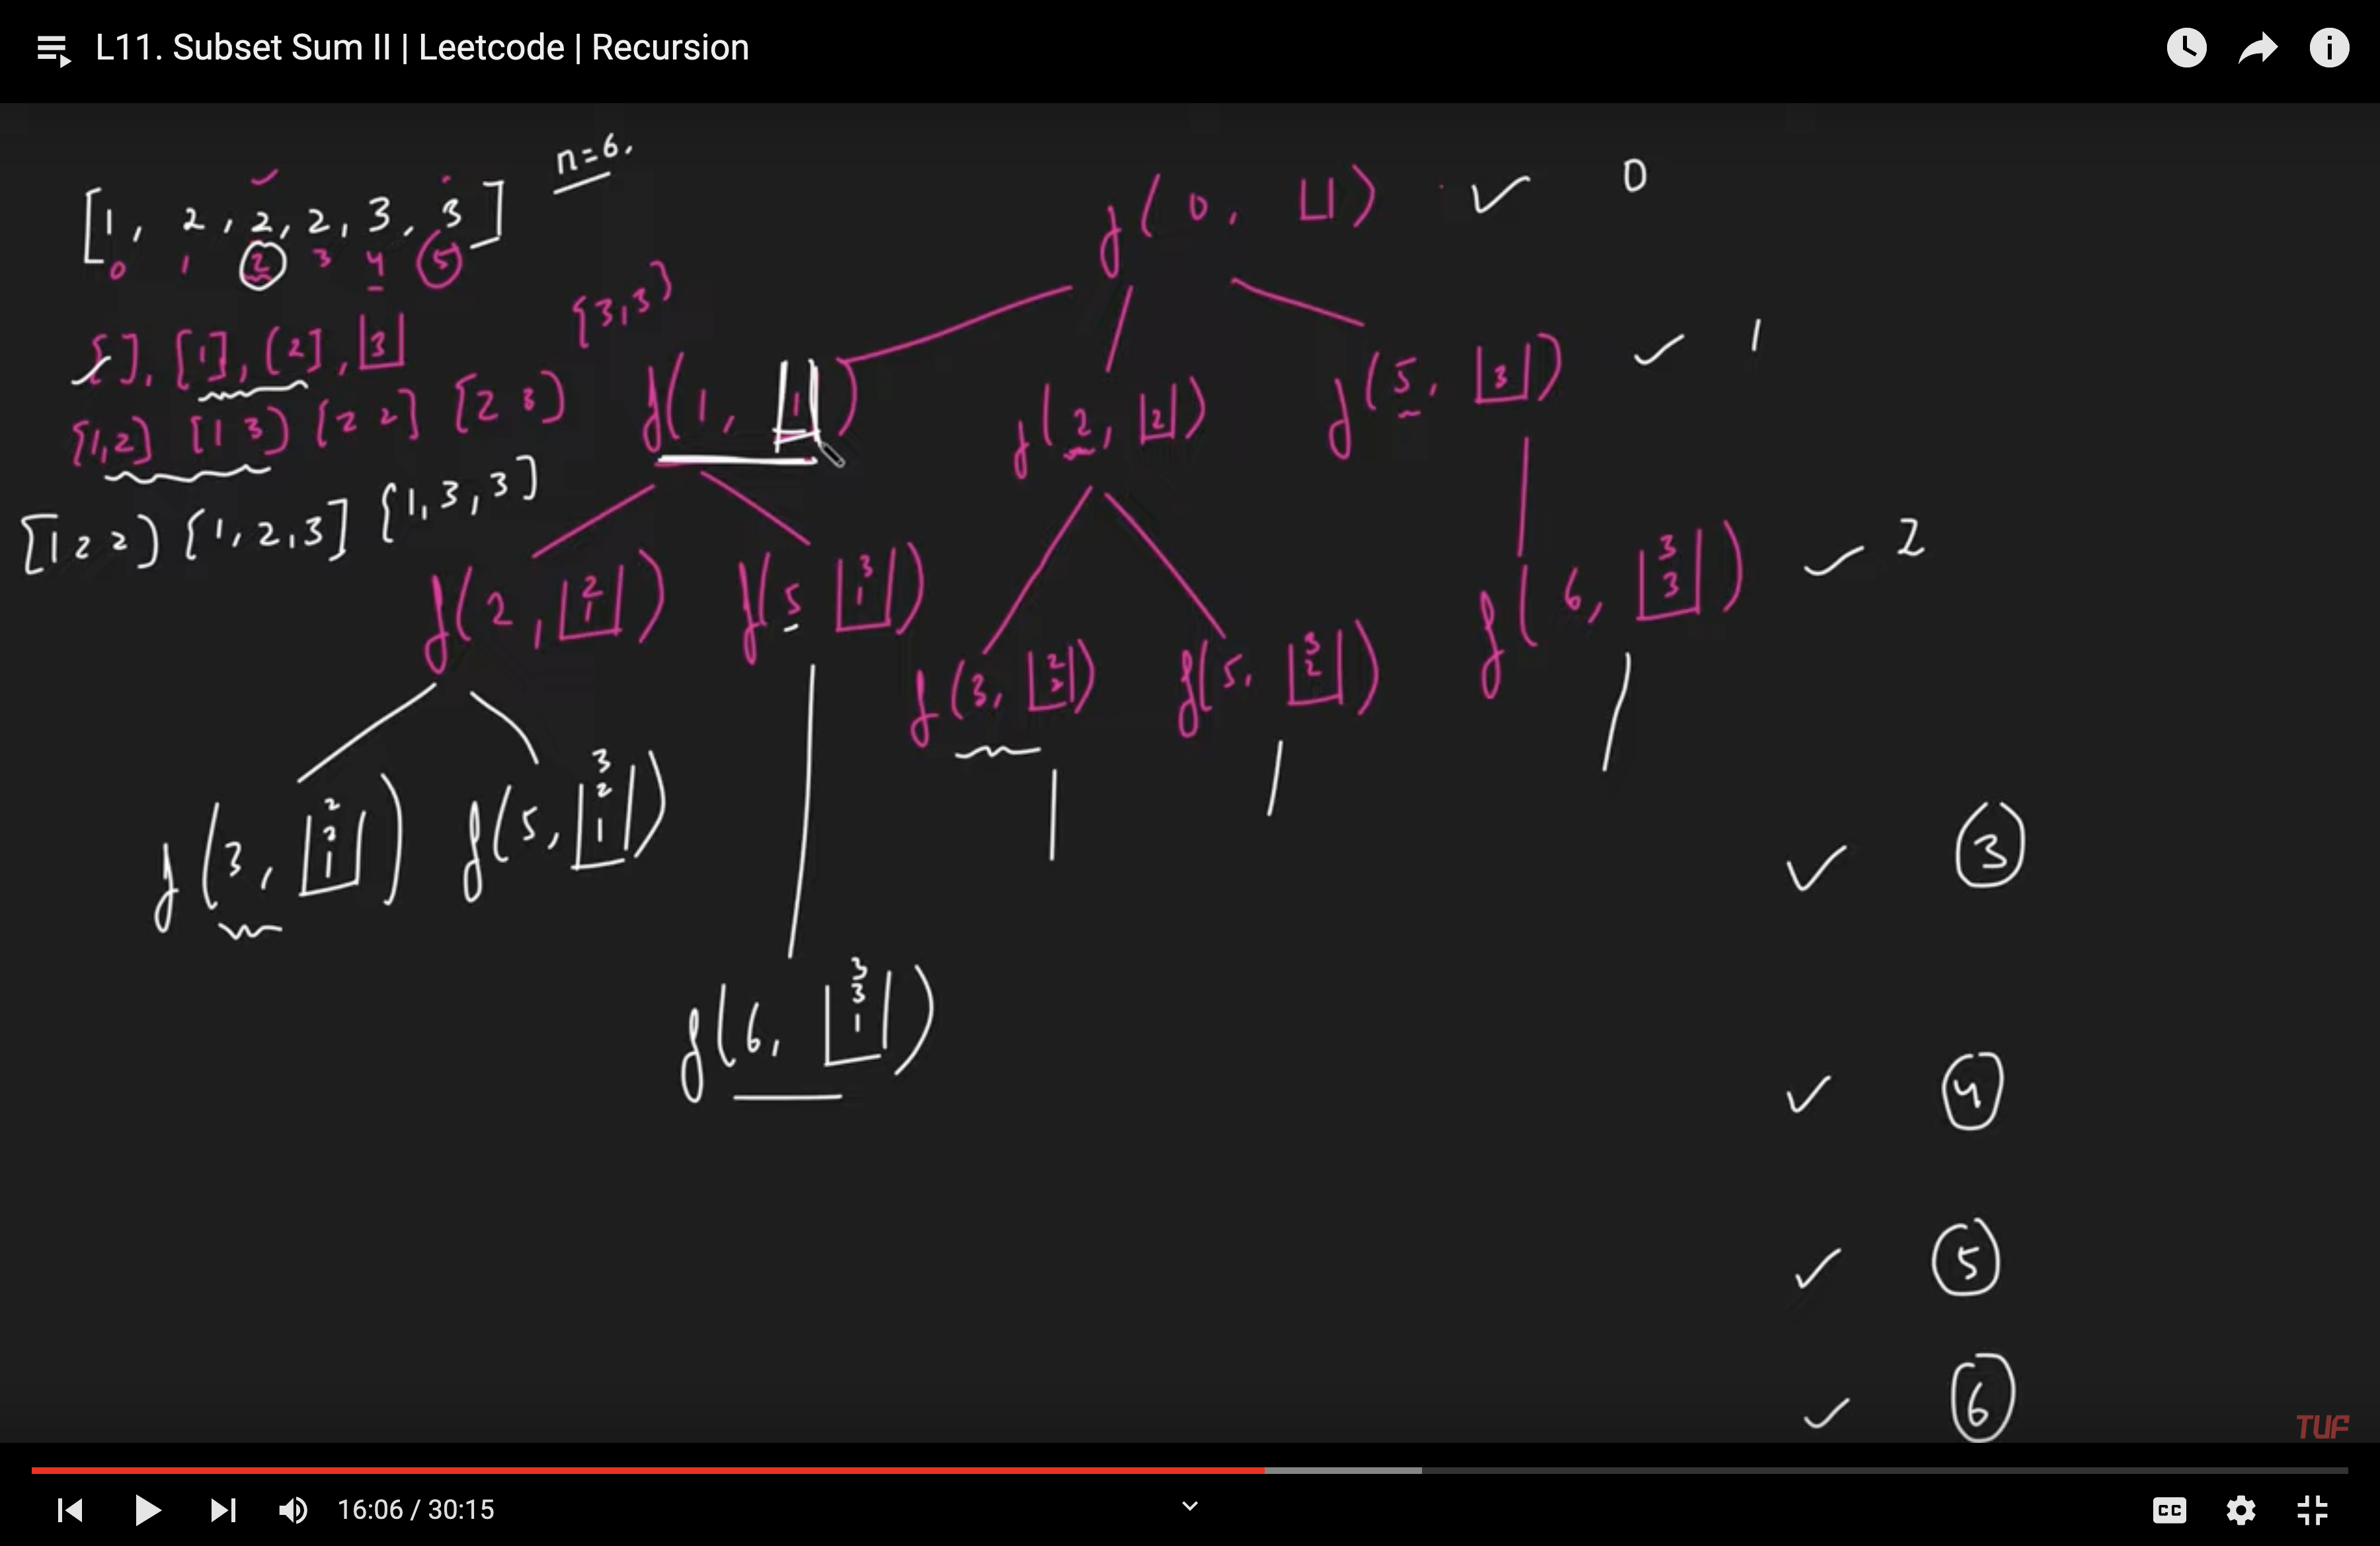 L11. Subset Sum II | Leetcode | Recursion
n=6.
[1, 2, 2, 2, 3, 3]
0 1 2 3 4 5
[ ], [1], [2], [3]
[3,3]
[1,2] [1 3] [2 2] [2 3]
[1 2 2] [1,2,3] [1,3,3]
f(0, [ ]) ✓ 0
f(1, [1]) f(2, [2]) f(5, [3]) ✓ 1
f(2, [2 1]) f(5 [3 1]) f(3, [2 2]) f(5, [3 2]) f(6, [3 3]) ✓ 2
f(3, [2 2 1]) f(5, [3 2 1]) ✓ 3
f(6, [3 3 1]) ✓ 4
✓ 5
✓ 6
TUF
16:06 / 30:15
CC